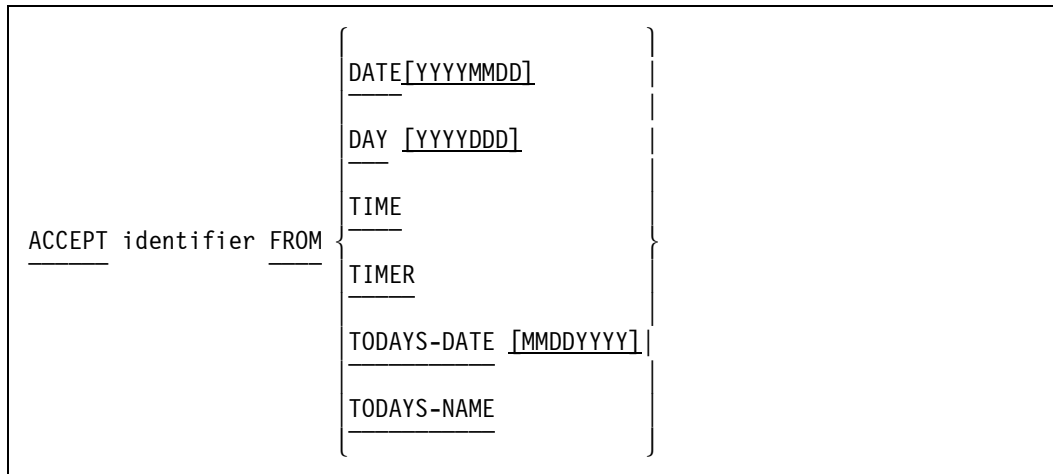 DATE[YYYYMMDD]
DAY [YYYYDDD]
TIME
ACCEPT identifier FROM
TIMER
TODAYS-DATE [MMDDYYYY]
TODAYS-NAME